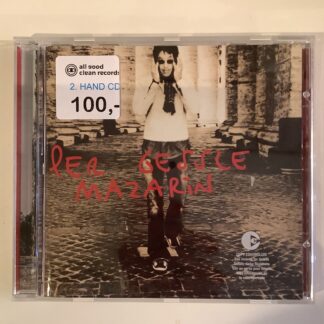 all good
clean records
2. HAND CD
100,-
PER GESSLE
MAZARIN